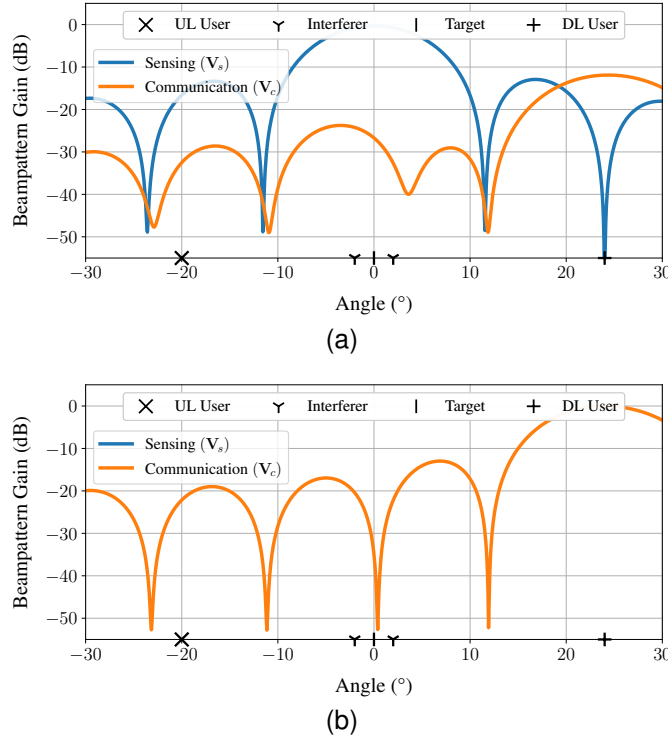 UL User Interferer Target DL User
Sensing (V_s)
Communication (V_c)
Beampattern Gain (dB)
0
−10
−20
−30
−40
−50
−30 −20 −10 0 10 20 30
Angle (°)
(a)
UL User Interferer Target DL User
Sensing (V_s)
Communication (V_c)
Beampattern Gain (dB)
0
−10
−20
−30
−40
−50
−30 −20 −10 0 10 20 30
Angle (°)
(b)